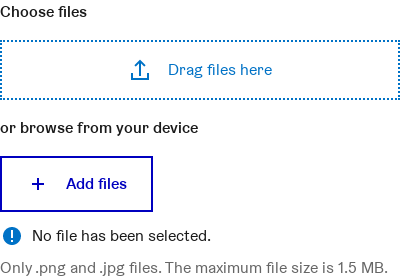 Choose files
Drag files here
or browse from your device
Add files
No file has been selected.
Only .png and .jpg files. The maximum file size is 1.5 MB.